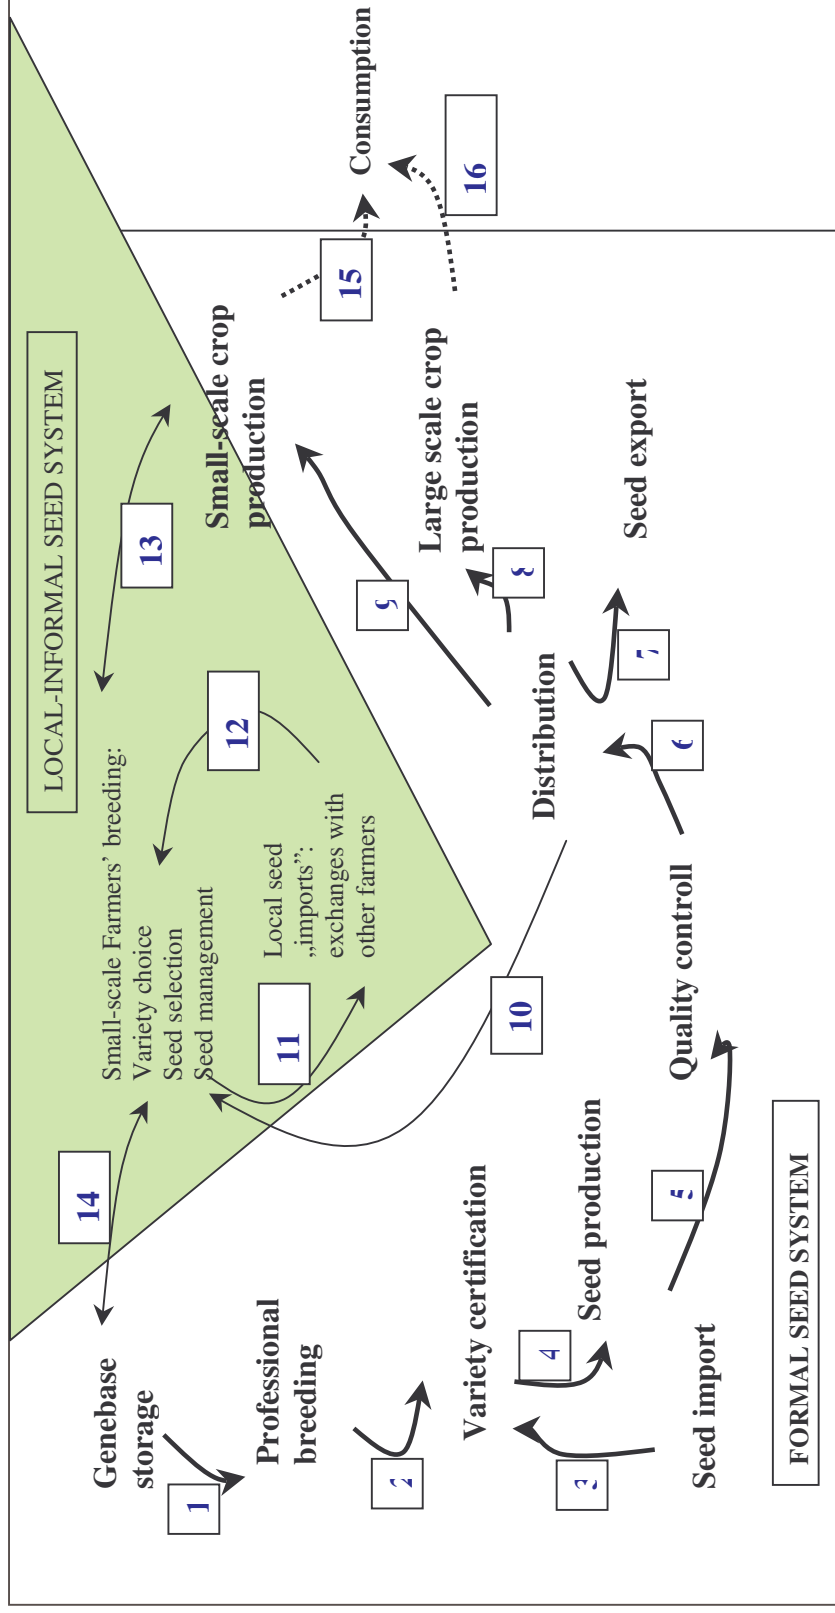 LOCAL-INFORMAL SEED SYSTEM
14
Genebase
storage
Small-scale Farmers’ breeding:
Variety choice
Seed selection
Seed management
13
1
Small-scale crop
production
12
Professional
breeding
Local seed
„imports”:
exchanges with
other farmers
11
15
Consumption
9
2
Large scale crop
production
16
Variety certification
10
8
Distribution
4
3
Seed production
Seed export
7
Quality controll
6
5
Seed import
FORMAL SEED SYSTEM